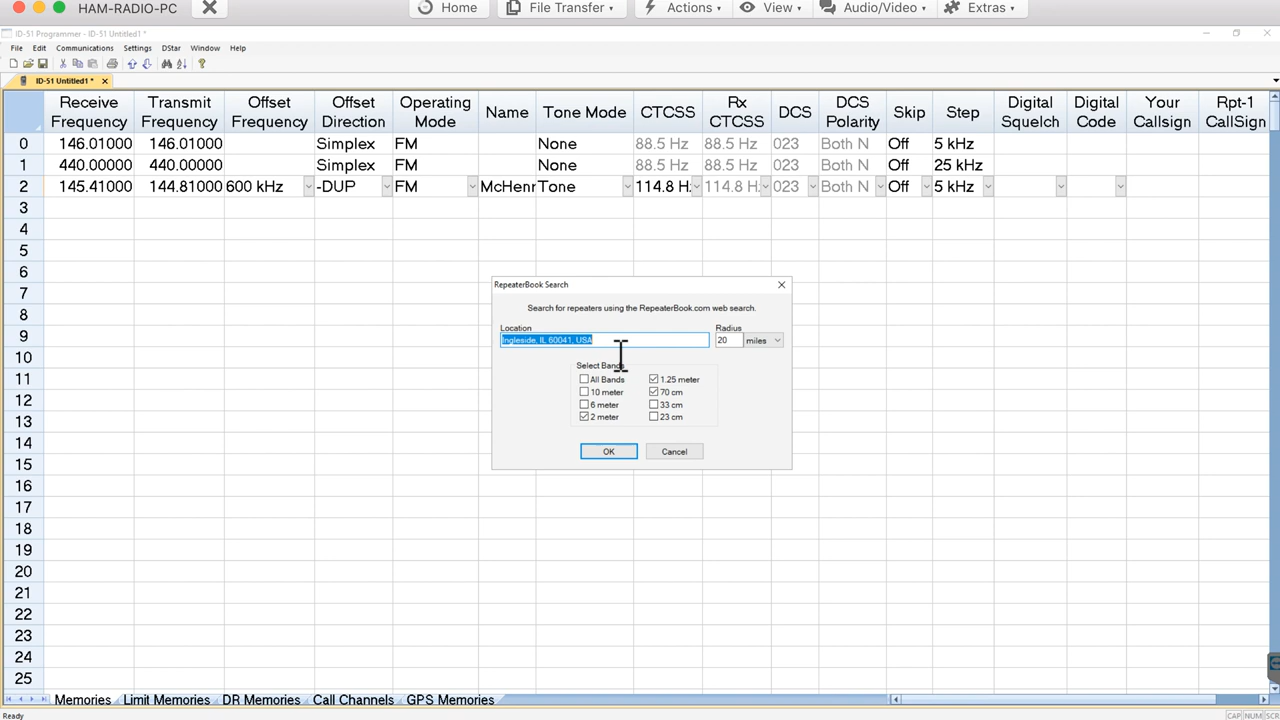 HAM-RADIO-PC Home File Transfer Actions View Audio/Video Extras
ID-51 Programmer - ID-51 Untitled1 *
File Edit Communications Settings DStar Window Help
ID-51 Untitled1 *
Receive Frequency Transmit Frequency Offset Frequency Offset Direction Operating Mode Name Tone Mode CTCSS Rx CTCSS DCS DCS Polarity Skip Step Digital Squelch Digital Code Your Callsign Rpt-1 CallSign
0 146.01000 146.01000 Simplex FM None 88.5 Hz 88.5 Hz 023 Both N Off 5 kHz
1 440.00000 440.00000 Simplex FM None 88.5 Hz 88.5 Hz 023 Both N Off 25 kHz
2 145.41000 144.81000 600 kHz -DUP FM McHenr Tone 114.8 Hz 114.8 Hz 023 Both N Off 5 kHz
3
4
5
6
7
8
9
10
11
12
13
14
15
16
17
18
19
20
21
22
23
24
25
RepeaterBook Search
Search for repeaters using the RepeaterBook.com web search.
Location Radius
Ingleside, IL 60041, USA 20 miles
Select Bands
All Bands 1.25 meter
10 meter 70 cm
6 meter 33 cm
2 meter 23 cm
OK Cancel
Memories Limit Memories DR Memories Call Channels GPS Memories
Ready CAP NUM SCR